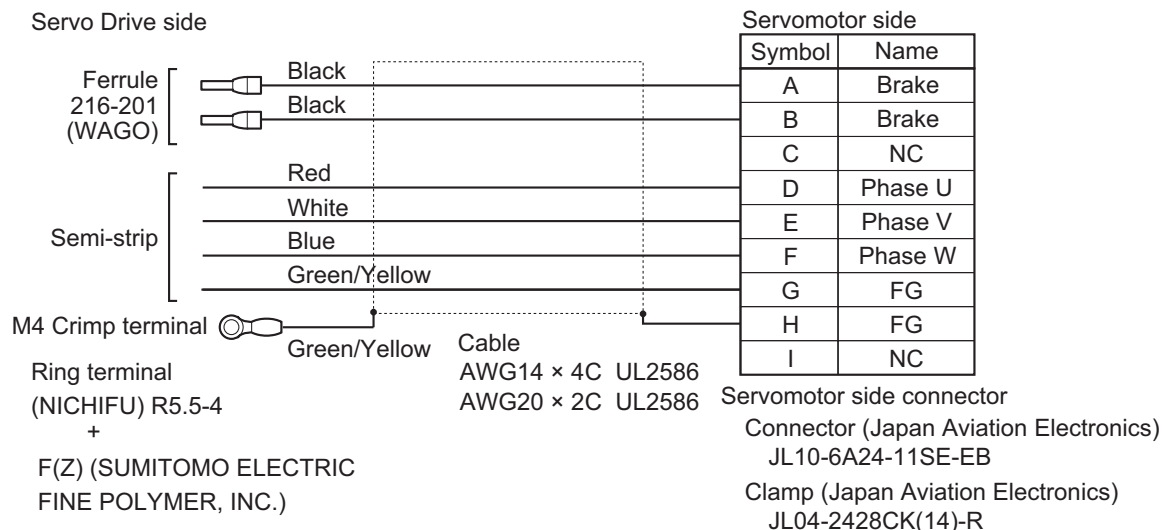 Servo Drive side
Servomotor side
Symbol Name
Ferrule
216-201
(WAGO)
Black
A Brake
Black
B Brake
C NC
Semi-strip
Red
D Phase U
White
E Phase V
Blue
F Phase W
Green/Yellow
G FG
M4 Crimp terminal
Green/Yellow
H FG
I NC
Cable
AWG14 × 4C UL2586
AWG20 × 2C UL2586
Ring terminal
(NICHIFU) R5.5-4
+
F(Z) (SUMITOMO ELECTRIC
FINE POLYMER, INC.)
Servomotor side connector
Connector (Japan Aviation Electronics)
JL10-6A24-11SE-EB
Clamp (Japan Aviation Electronics)
JL04-2428CK(14)-R